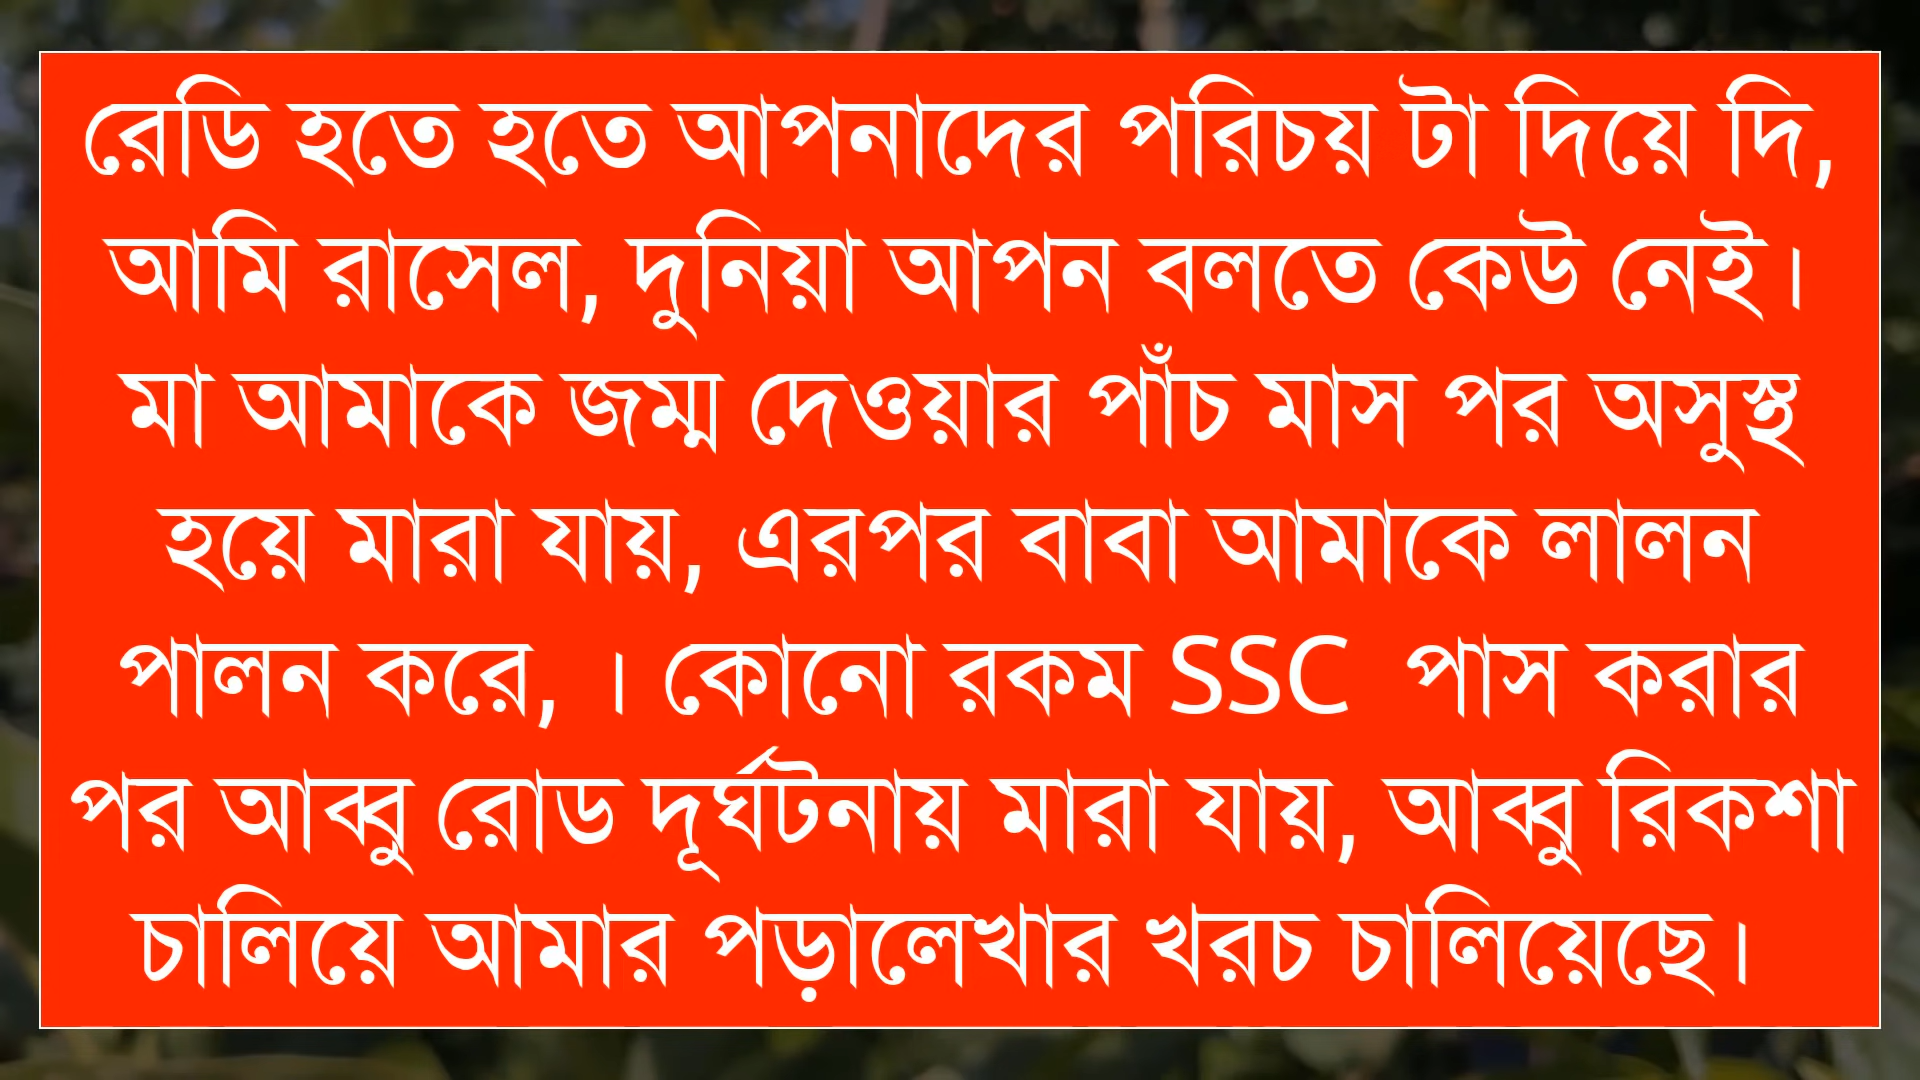 রেডি হতে হতে আপনাদের পরিচয় টা দিয়ে দি,
আমি রাসেল, দুনিয়া আপন বলতে কেউ নেই।
মা আমাকে জম্ম দেওয়ার পাঁচ মাস পর অসুস্থ
হয়ে মারা যায়, এরপর বাবা আমাকে লালন
পালন করে, । কোনো রকম SSC পাস করার
পর আব্বু রোড দূর্ঘটনায় মারা যায়, আব্বু রিকশা
চালিয়ে আমার পড়ালেখার খরচ চালিয়েছে।